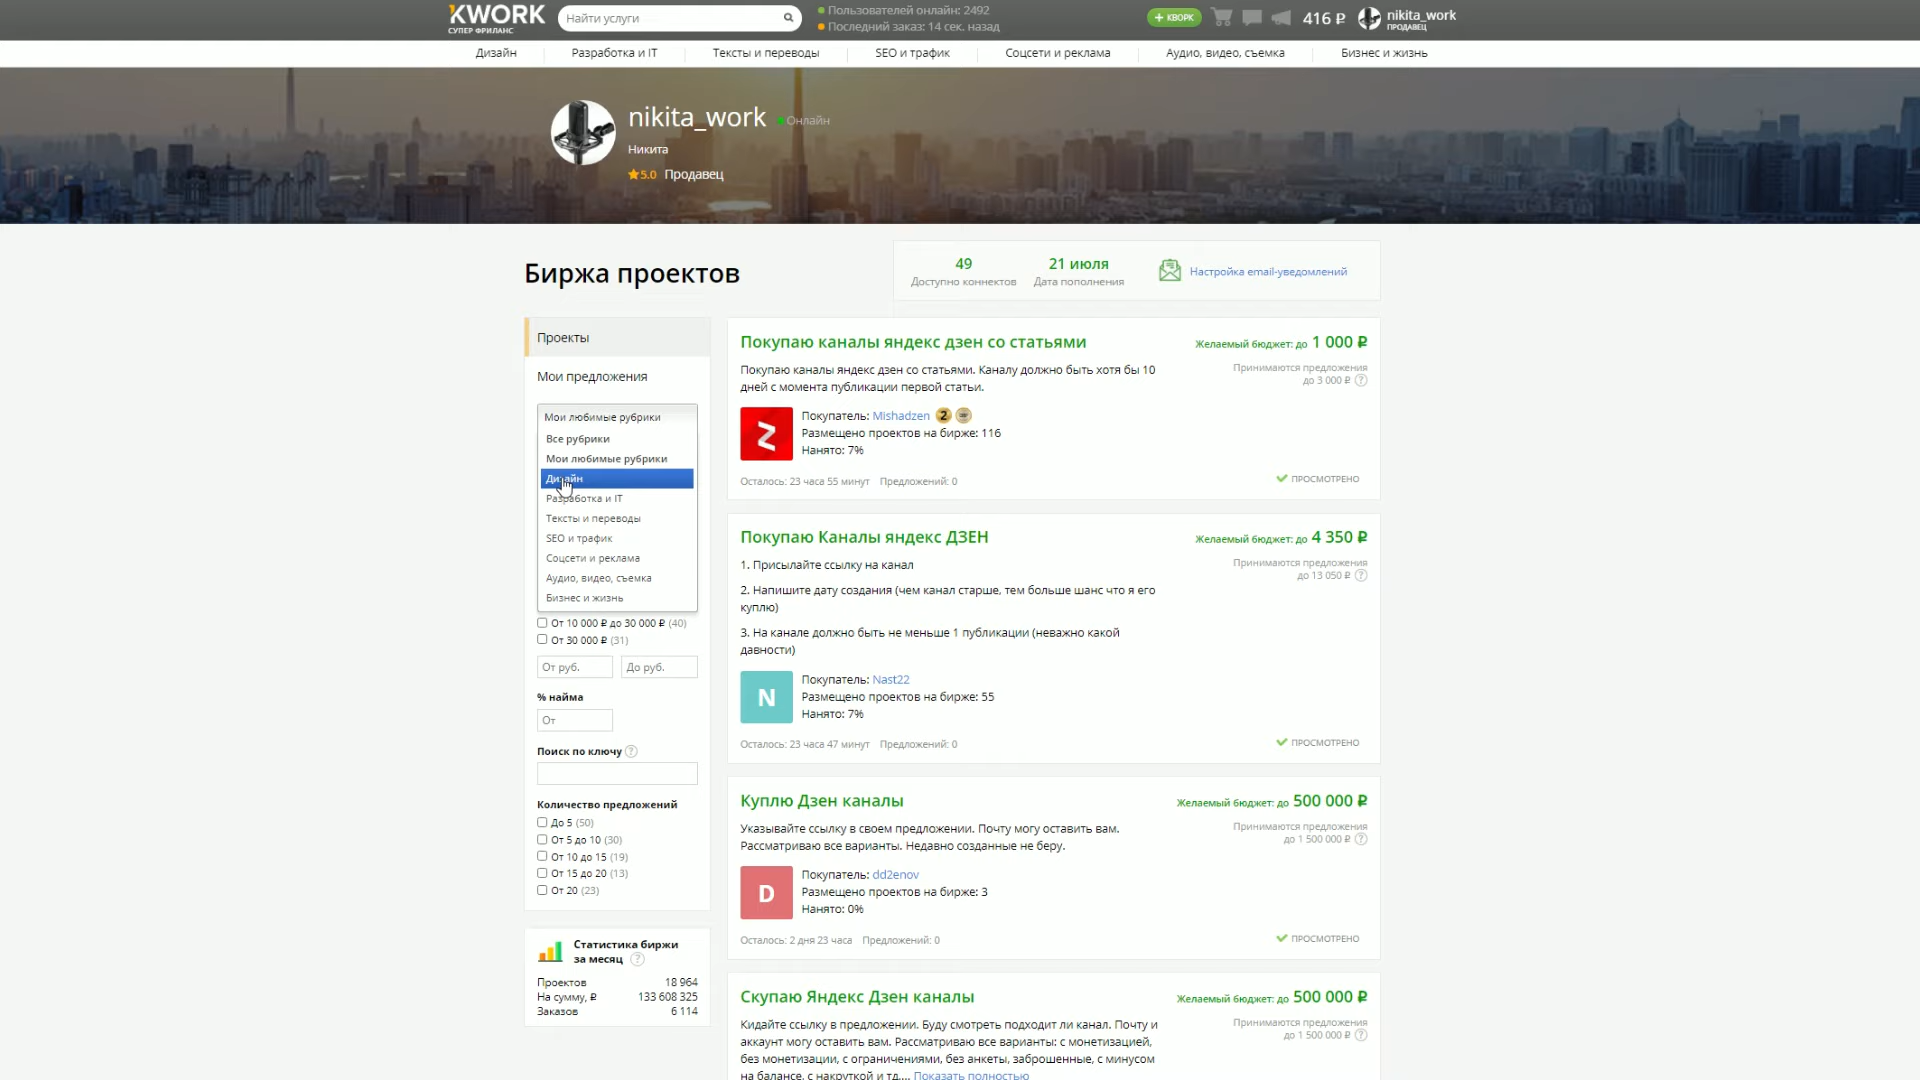 KWORK
СУПЕР ФРИЛАНС
Найти услуги
Пользователей онлайн: 2492
Последний заказ: 14 сек. назад
+ КВОРК
416 ₽
nikita_work
ПРОДАВЕЦ
Дизайн
Разработка и IT
Тексты и переводы
SEO и трафик
Соцсети и реклама
Аудио, видео, съемка
Бизнес и жизнь
nikita_work
Онлайн
Никита
5.0 Продавец
Биржа проектов
49
Доступно коннектов
21 июля
Дата пополнения
Настройка email-уведомлений
Проекты
Мои предложения
Мои любимые рубрики
Все рубрики
Мои любимые рубрики
Дизайн
Разработка и IT
Тексты и переводы
SEO и трафик
Соцсети и реклама
Аудио, видео, съемка
Бизнес и жизнь
От 10 000 ₽ до 30 000 ₽ (40)
От 30 000 ₽ (31)
От руб.
До руб.
% найма
От
Поиск по ключу ?
Количество предложений
До 5 (50)
От 5 до 10 (30)
От 10 до 15 (19)
От 15 до 20 (13)
От 20 (23)
Статистика биржи
за месяц ?
Проектов 18 964
На сумму, ₽ 133 608 325
Заказов 6 114
Покупаю каналы яндекс дзен со статьями
Желаемый бюджет: до 1 000 ₽
Покупаю каналы яндекс дзен со статьями. Каналу должно быть хотя бы 10
дней с момента публикации первой статьи.
Принимаются предложения
до 3 000 ₽ ?
Покупатель: Mishadzen 2
Размещено проектов на бирже: 116
Нанято: 7%
Осталось: 23 часа 55 минут Предложений: 0
ПРОСМОТРЕНО
Покупаю Каналы яндекс ДЗЕН
Желаемый бюджет: до 4 350 ₽
Принимаются предложения
до 13 050 ₽ ?
1. Присылайте ссылку на канал
2. Напишите дату создания (чем канал старше, тем больше шанс что я его
куплю)
3. На канале должно быть не меньше 1 публикации (неважно какой
давности)
N
Покупатель: Nast22
Размещено проектов на бирже: 55
Нанято: 7%
Осталось: 23 часа 47 минут Предложений: 0
ПРОСМОТРЕНО
Куплю Дзен каналы
Желаемый бюджет: до 500 000 ₽
Принимаются предложения
до 1 500 000 ₽ ?
Указывайте ссылку в своем предложении. Почту могу оставить вам.
Рассматриваю все варианты. Недавно созданные не беру.
D
Покупатель: dd2enov
Размещено проектов на бирже: 3
Нанято: 0%
Осталось: 2 дня 23 часа Предложений: 0
ПРОСМОТРЕНО
Скупаю Яндекс Дзен каналы
Желаемый бюджет: до 500 000 ₽
Принимаются предложения
до 1 500 000 ₽ ?
Кидайте ссылку в предложении. Буду смотреть подходит ли канал. Почту и
аккаунт могу оставить вам. Рассматриваю все варианты: с монетизацией,
без монетизации, с ограничениями, без анкеты, заброшенные, с минусом
на балансе, с накруткой и тд.... Показать полностью